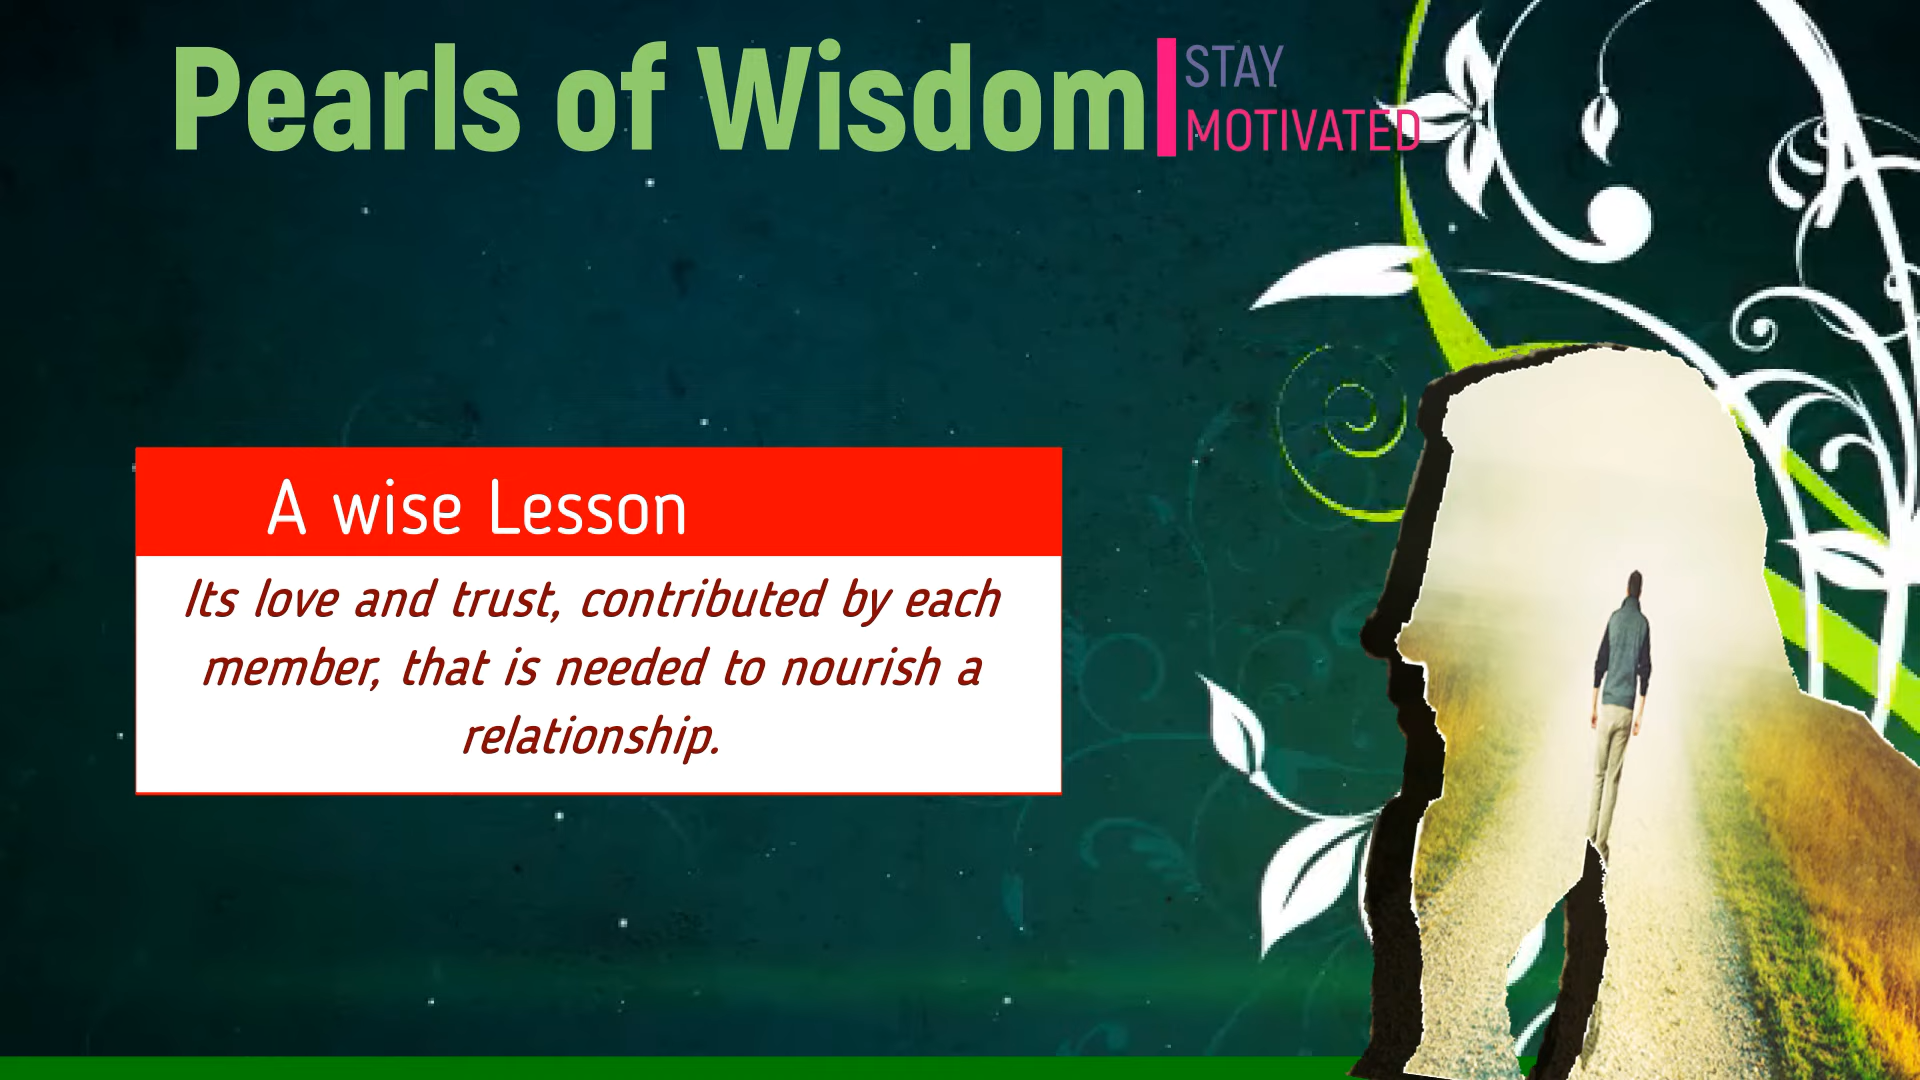 Pearls of Wisdom
STAY
MOTIVATED
A wise Lesson
Its love and trust, contributed by each
member, that is needed to nourish a
relationship.